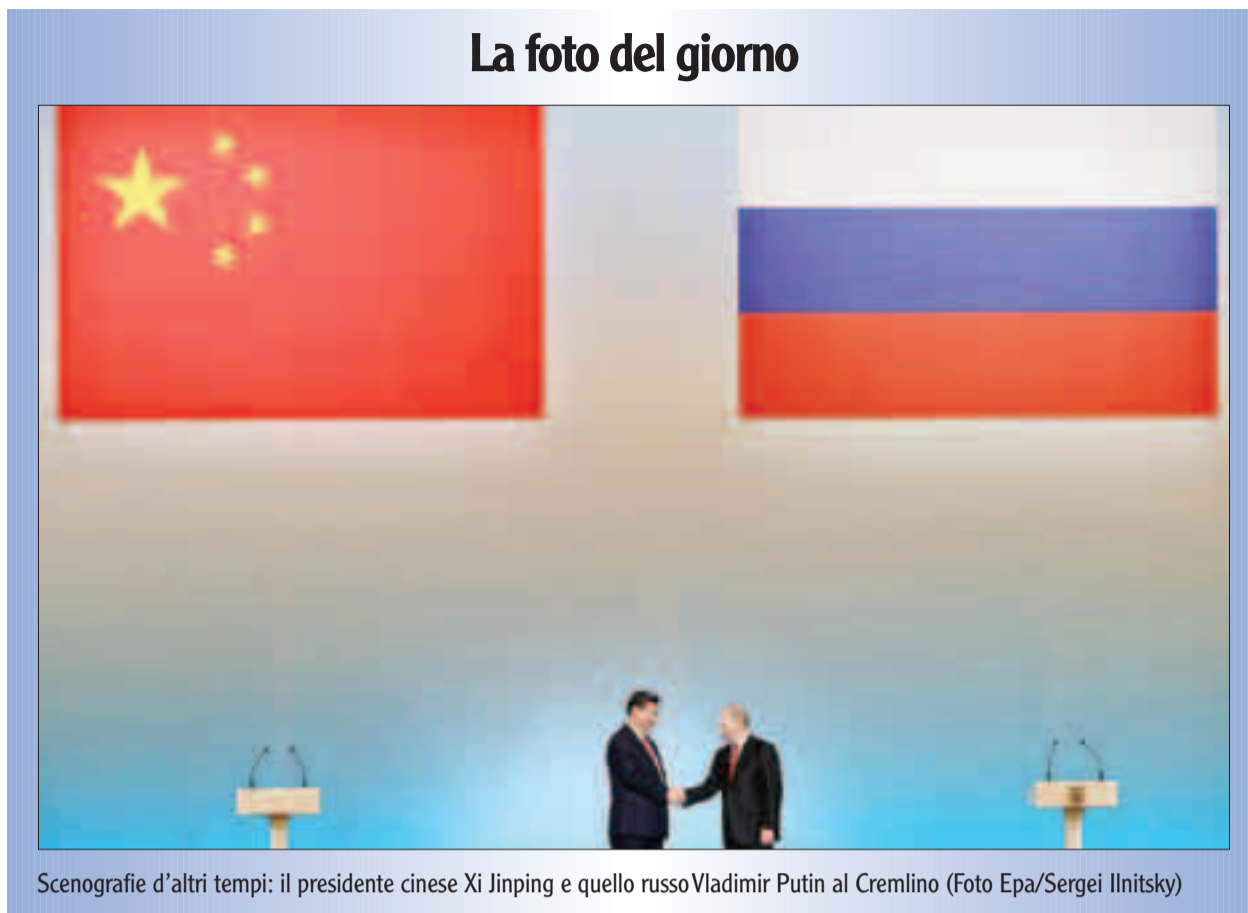 La foto del giorno
Scenografie d'altri tempi: il presidente cinese Xi Jinping e quello russo Vladimir Putin al Cremlino (Foto Epa/Sergei Ilnitsky)